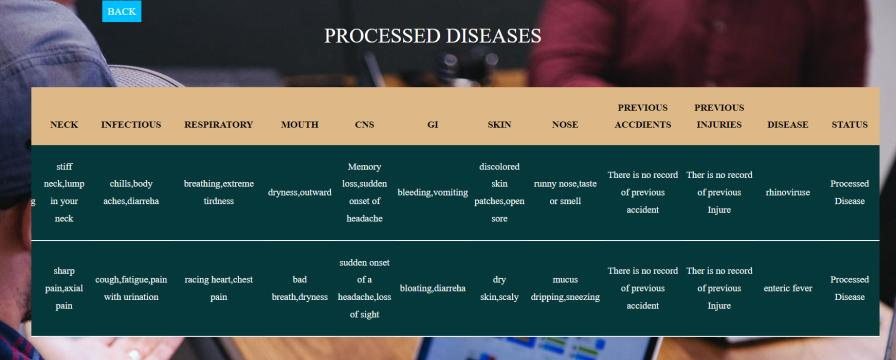 BACK
PROCESSED DISEASES
NECK INFECTIOUS RESPIRATORY MOUTH CNS GI SKIN NOSE PREVIOUS ACCDIENTS PREVIOUS INJURIES DISEASE STATUS
g stiff neck,lump in your neck chills,body aches,diarreha breathing,extreme tirdness dryness,outward Memory loss,sudden onset of headache bleeding,vomiting discolored skin patches,open sore runny nose,taste or smell There is no record of previous accident Ther is no record of previous Injure rhinoviruse Processed Disease
sharp pain,axial pain cough,fatigue,pain with urination racing heart,chest pain bad breath,dryness sudden onset of a headache,loss of sight bloating,diarreha dry skin,scaly mucus dripping,sneezing There is no record of previous accident Ther is no record of previous Injure enteric fever Processed Disease